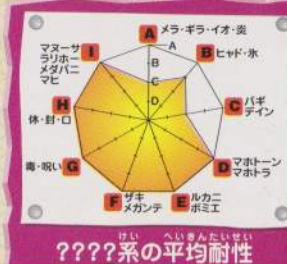 A メラ・ギラ・イオ・炎
マヌーサ
ラリホー
メダパニ
マヒ
I
A
B
C
D
B ヒャド・氷
H
休・封・口
C バギ
デイン
G
毒・呪い
D マホトーン
マホトラ
F ザキ
メガンテ
E ルカニ
ボミエ
????系の平均耐性
けい へいきんたいせい